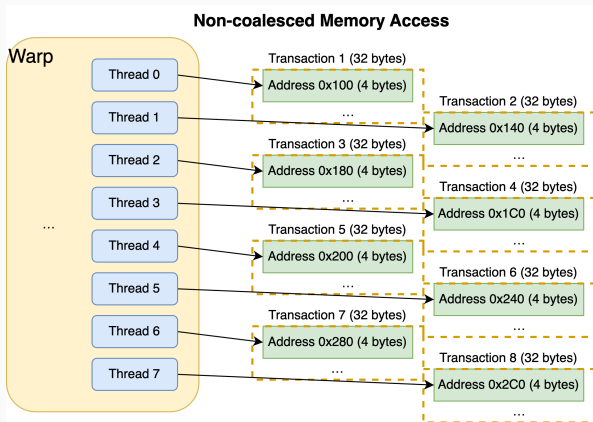 Non-coalesced Memory Access
Warp
Transaction 1 (32 bytes)
Thread 0
Address 0x100 (4 bytes)
...
Transaction 2 (32 bytes)
Thread 1
Address 0x140 (4 bytes)
...
Transaction 3 (32 bytes)
Thread 2
Address 0x180 (4 bytes)
...
Transaction 4 (32 bytes)
Thread 3
Address 0x1C0 (4 bytes)
...
...
Transaction 5 (32 bytes)
Thread 4
Address 0x200 (4 bytes)
...
Transaction 6 (32 bytes)
Thread 5
Address 0x240 (4 bytes)
...
Transaction 7 (32 bytes)
Thread 6
Address 0x280 (4 bytes)
...
Transaction 8 (32 bytes)
Thread 7
Address 0x2C0 (4 bytes)
...